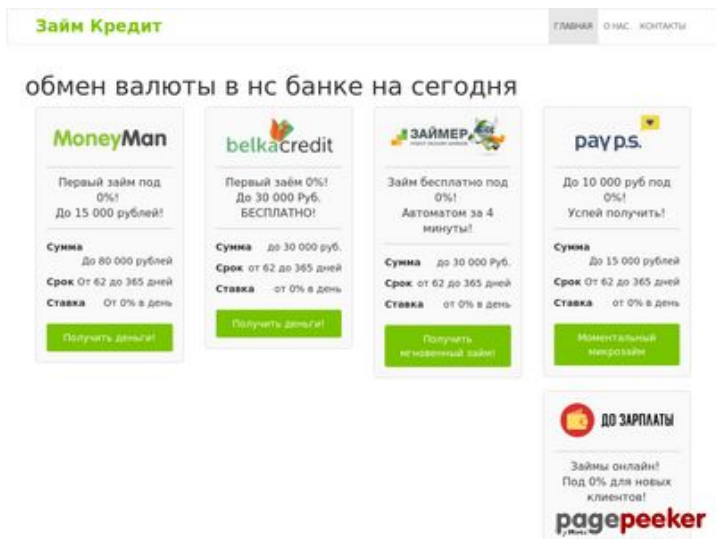 Займ Кредит
ГЛАВНАЯ О НАС. КОНТАКТЫ
обмен валюты в нс банке на сегодня
MoneyMan
Первый займ под
0%!
До 15 000 рублей!
Сумма
До 80 000 рублей
Срок От 62 до 365 дней
Ставка От 0% в день
Получить деньги!
belkacredit
Первый заём 0%!
До 30 000 Руб.
БЕСПЛАТНО!
Сумма до 30 000 руб.
Срок от 62 до 365 дней
Ставка от 0% в день
Получить деньги!
ЗАЙМЕР
Займ бесплатно под
0%!
Автоматом за 4
минуты!
Сумма до 30 000 Руб.
Срок от 62 до 365 дней
Ставка от 0% в день
Получить
мгновенный займ!
pay p.s.
До 10 000 руб под
0%!
Успей получить!
Сумма
До 15 000 рублей
Срок От 62 до 365 дней
Ставка от 0% в день
Моментальный
микрозайм
ДО ЗАРПЛАТЫ
Займы онлайн!
Под 0% для новых
клиентов!
pagepeeker